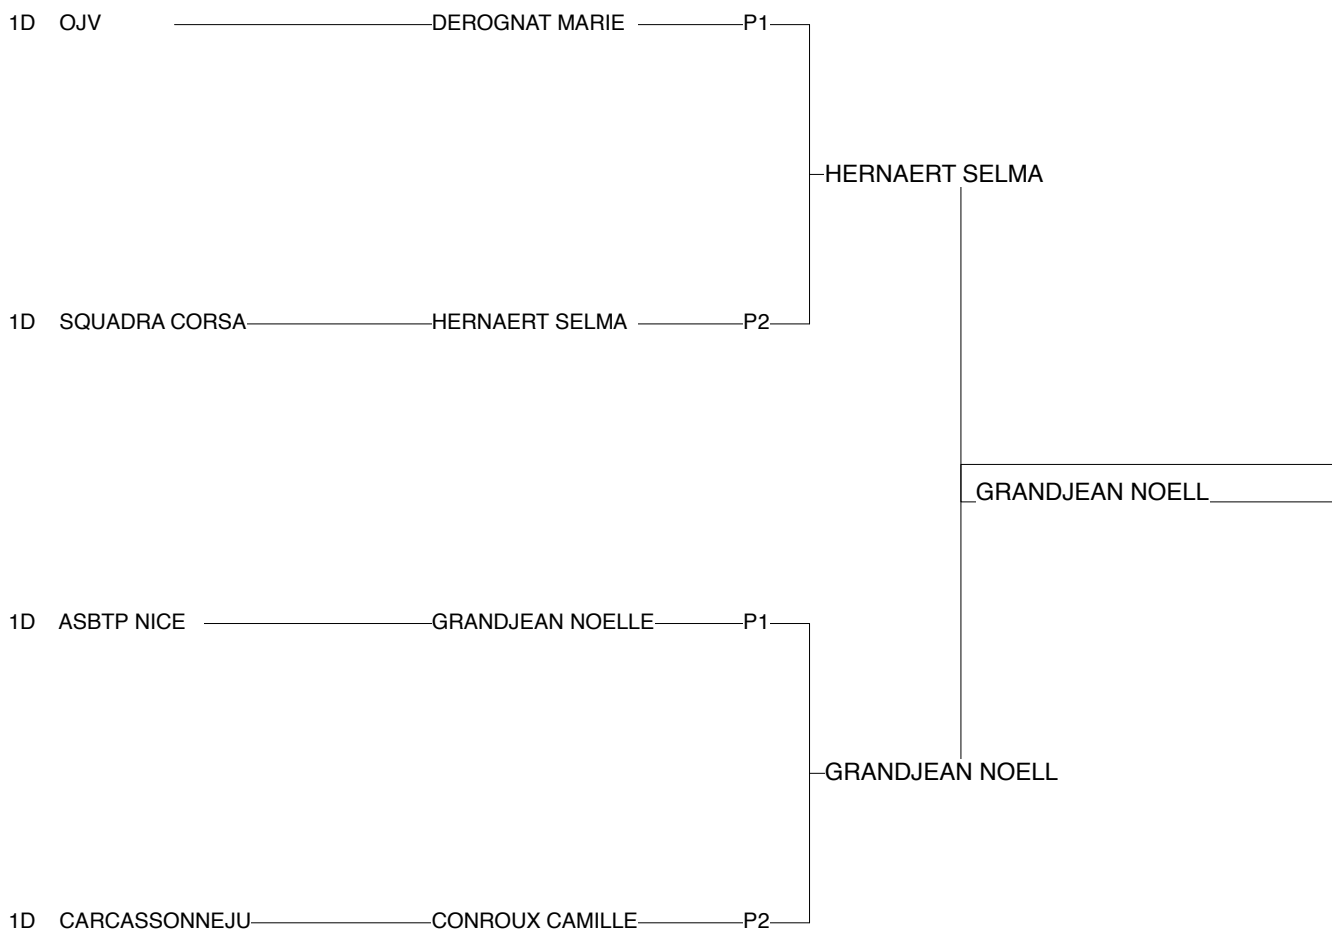 1D OJV DEROGNAT MARIE P1
HERNAERT SELMA
1D SQUADRA CORSA HERNAERT SELMA P2
GRANDJEAN NOELL
1D ASBTP NICE GRANDJEAN NOELLE P1
GRANDJEAN NOELL
1D CARCASSONNEJU CONROUX CAMILLE P2